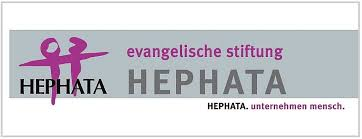 HEPHATA
evangelische stiftung
HEPHATA
HEPHATA. unternehmen mensch.